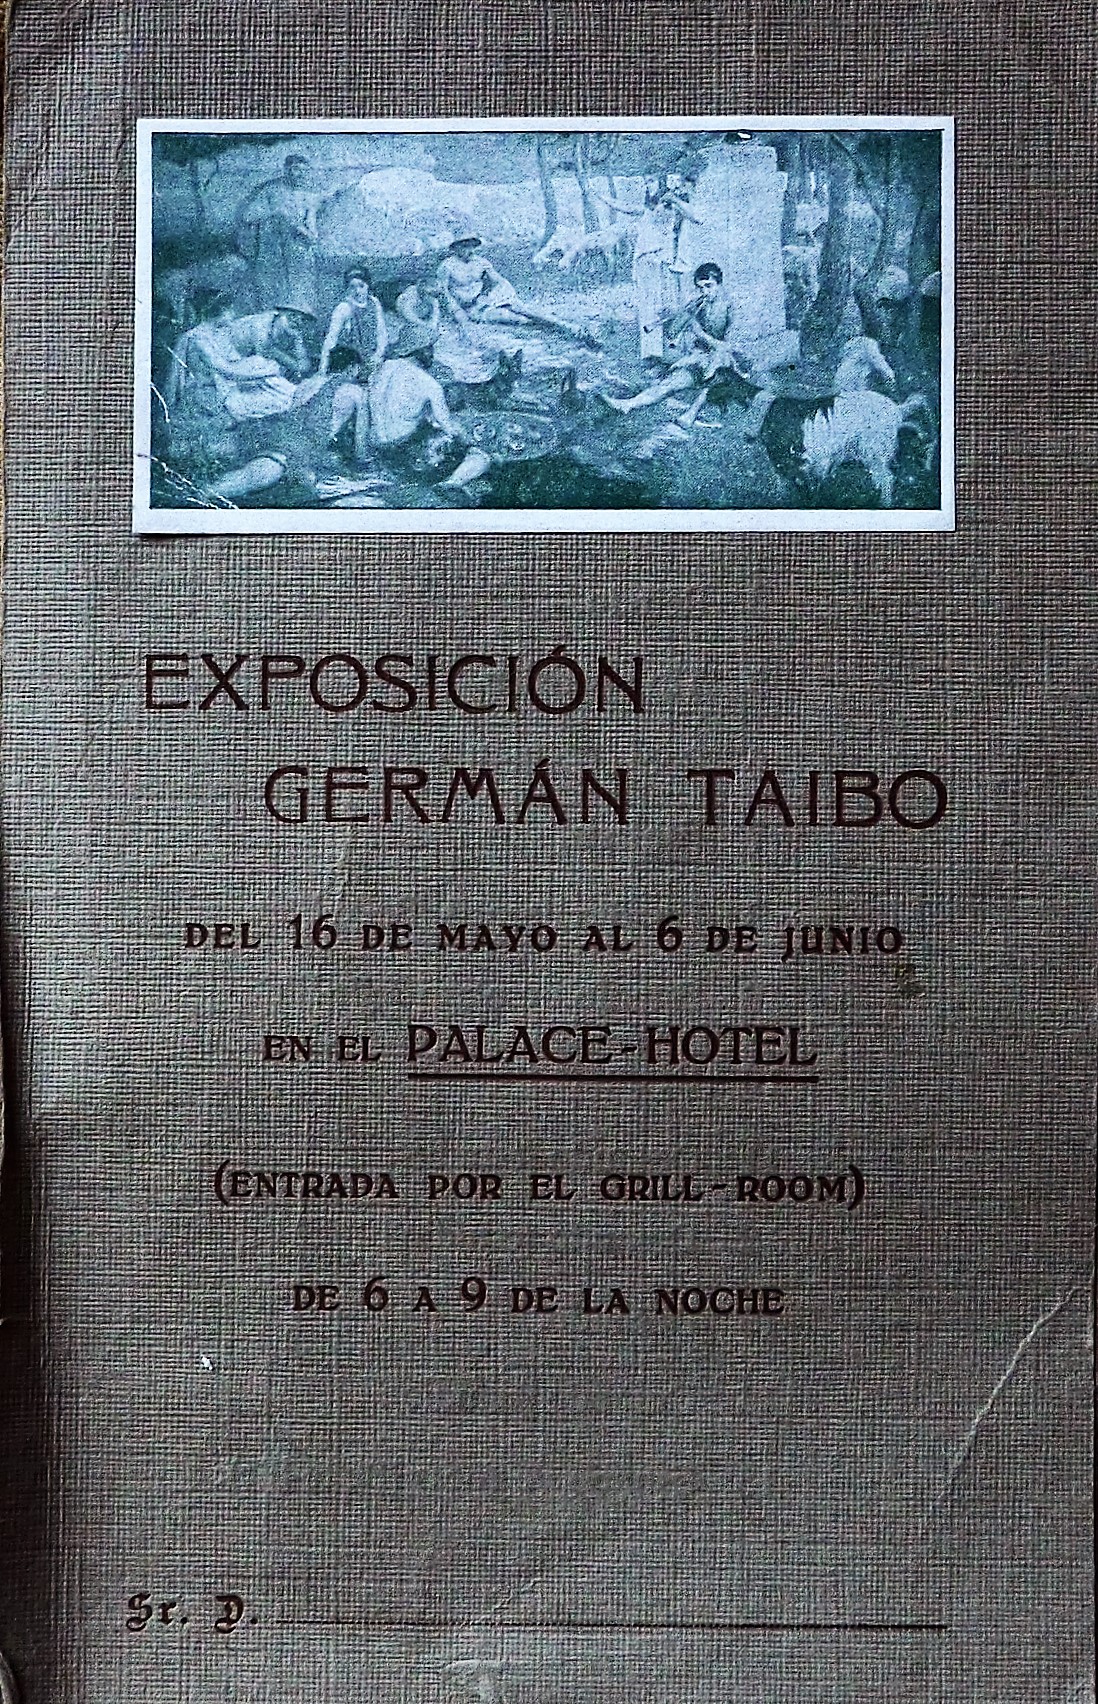 EXPOSICIÓN
GERMÁN TAIBO
DEL 16 DE MAYO AL 6 DE JUNIO
EN EL PALACE-HOTEL
(ENTRADA POR EL GRILL-ROOM)
DE 6 A 9 DE LA NOCHE
Sr. D.